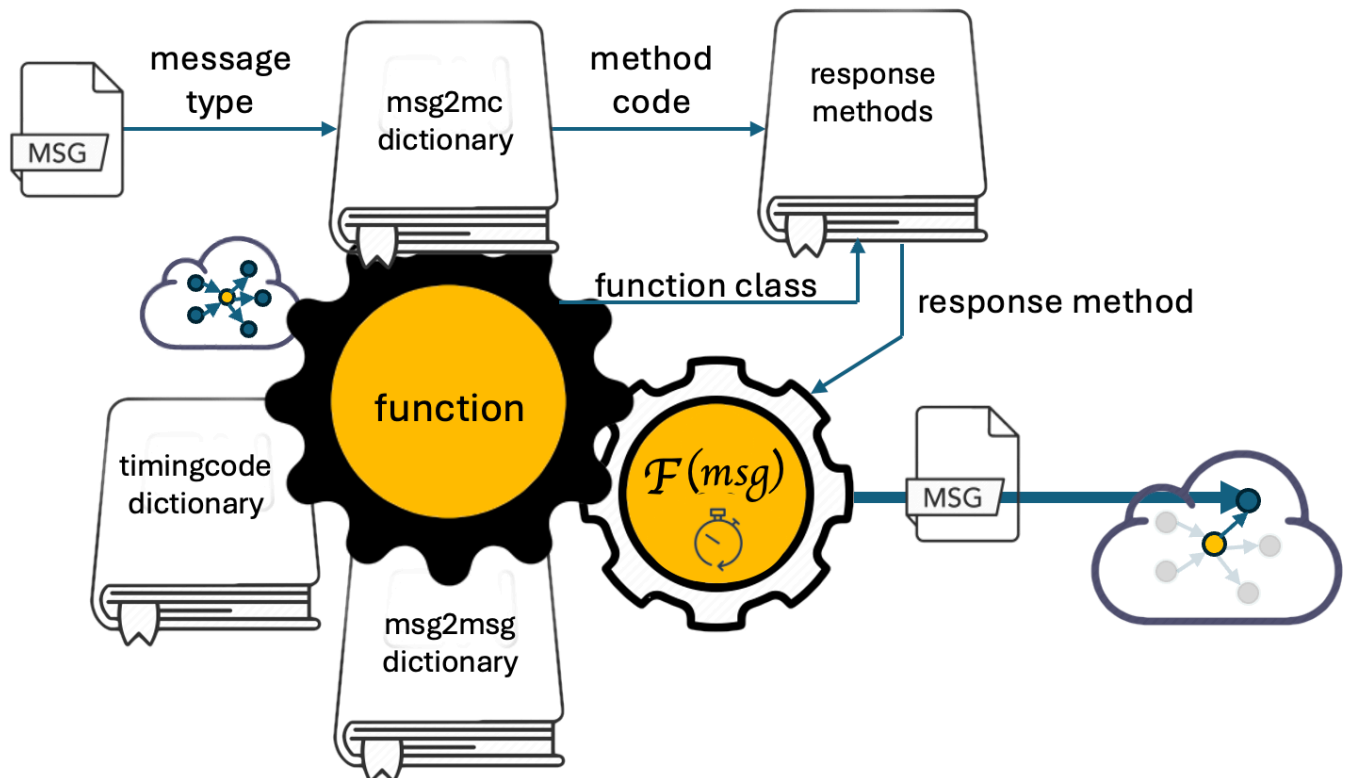 message
type
MSG
msg2mc
dictionary
method
code
response
methods
function class
response method
function
timingcode
dictionary
ℱ(msg)
MSG
msg2msg
dictionary